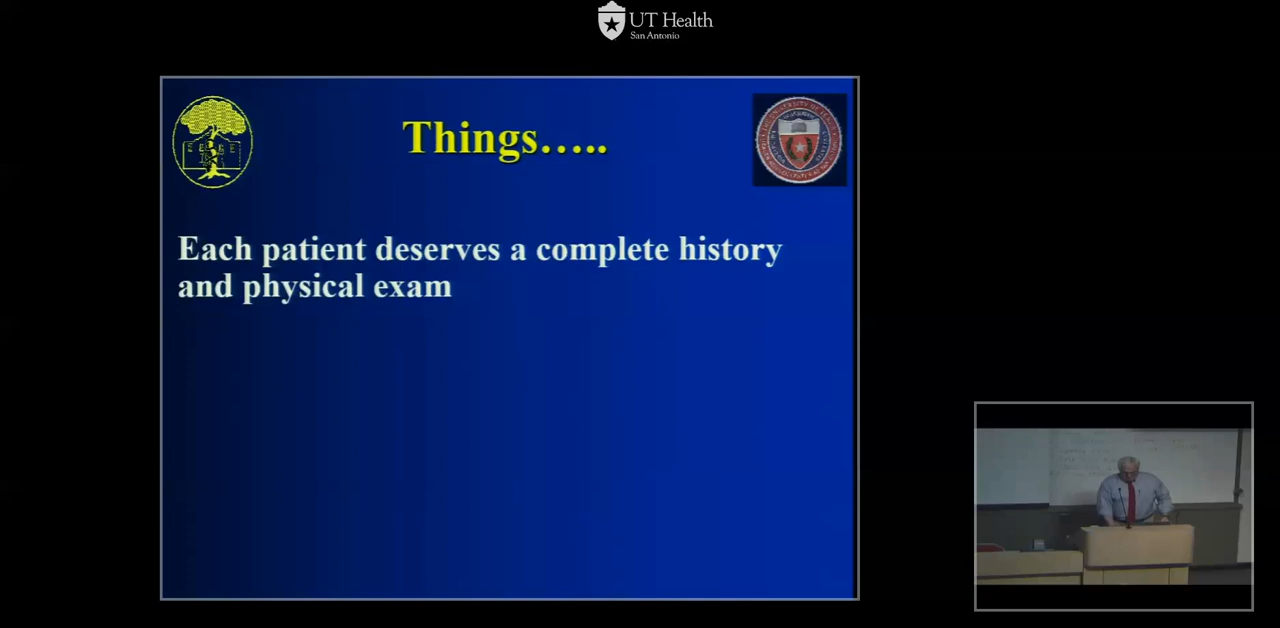 UT Health
San Antonio
Things…..
Each patient deserves a complete history
and physical exam